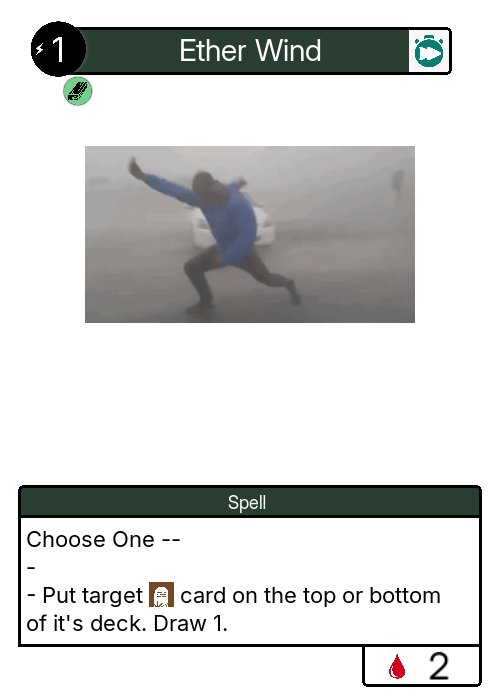 1
Ether Wind
Spell
Choose One --
-
- Put target card on the top or bottom
of it's deck. Draw 1.
2